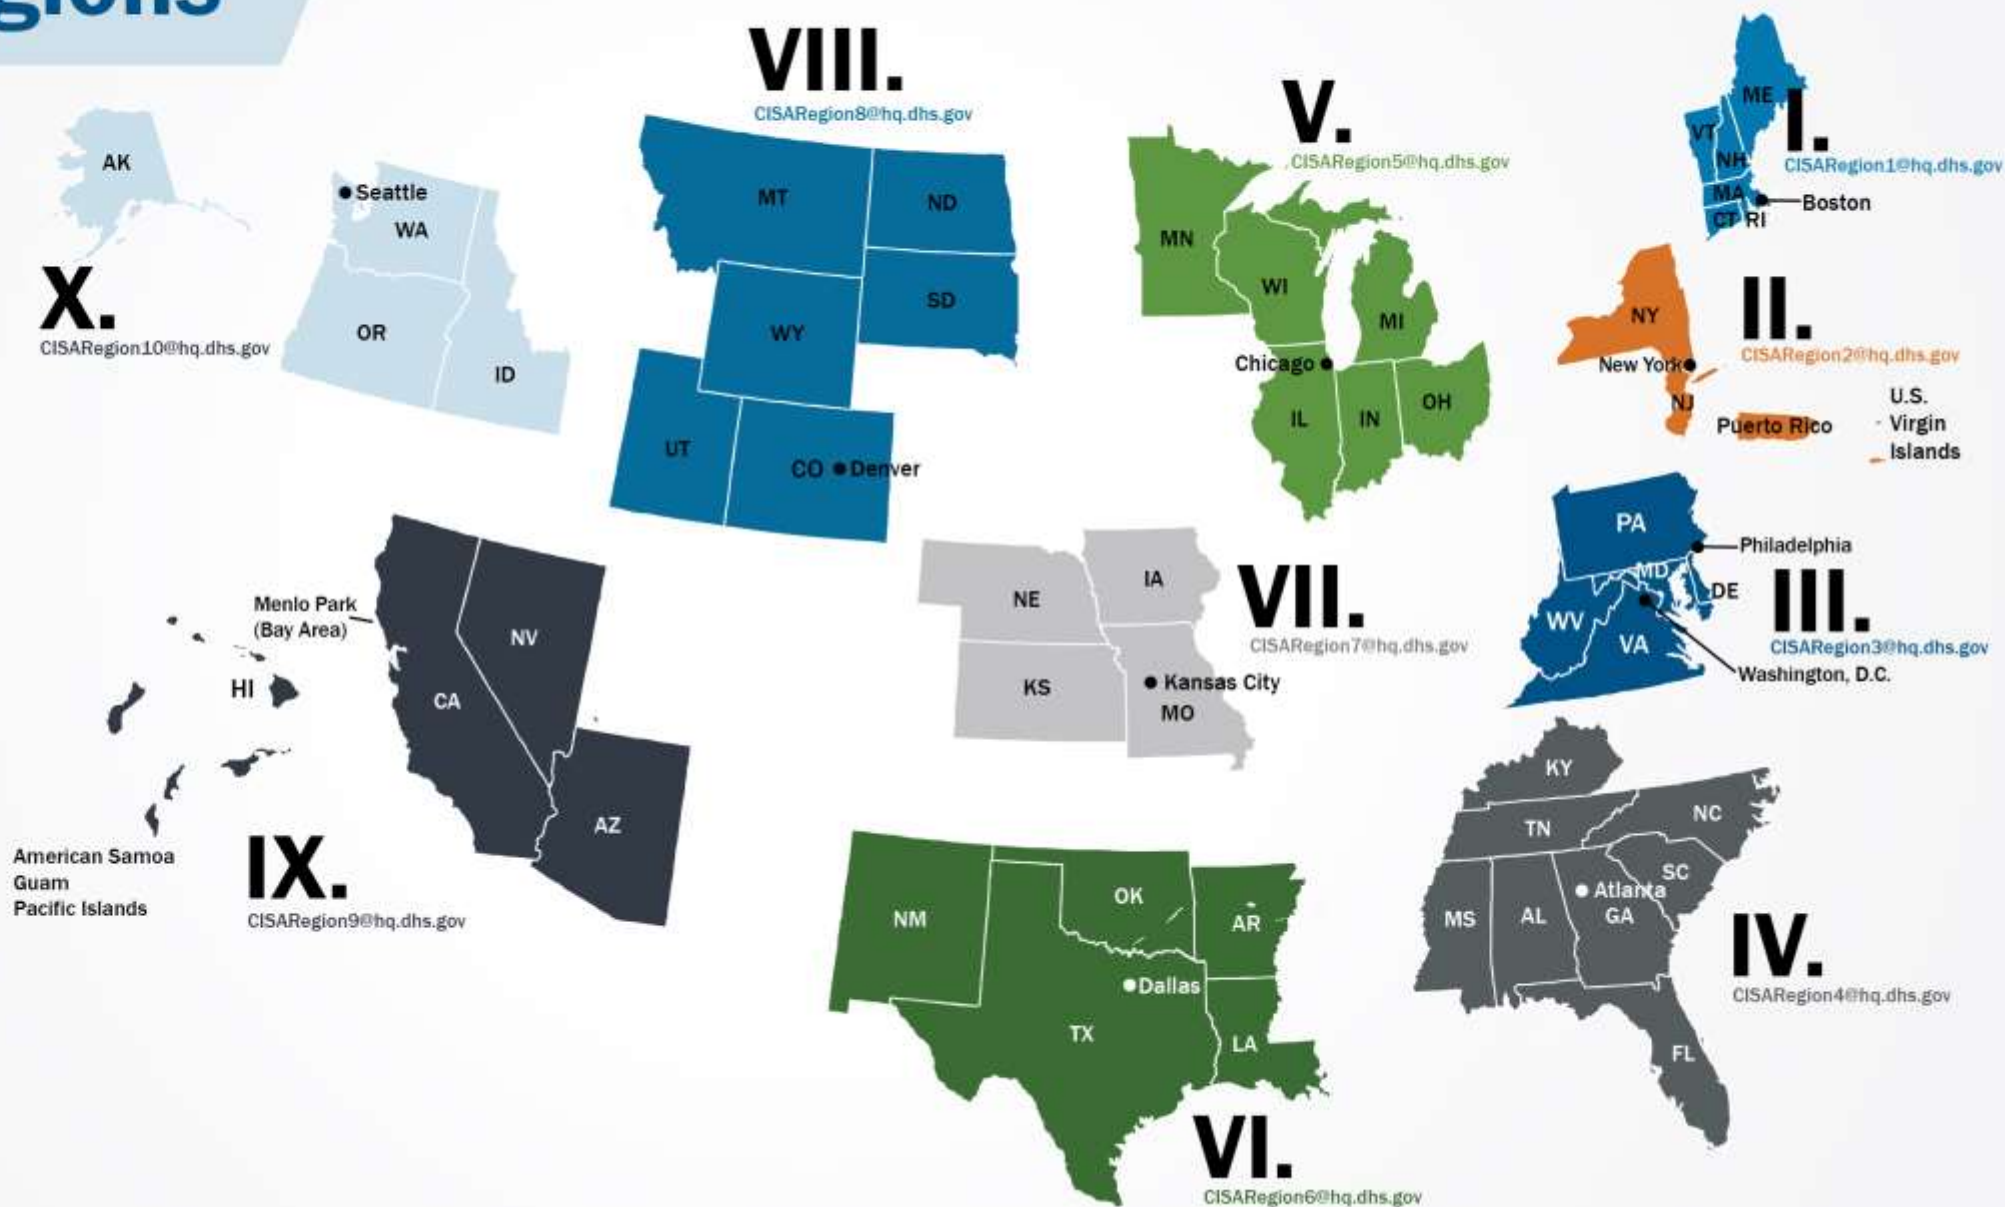 VIII.
CISARegion8@hq.dhs.gov
MT
ND
SD
WY
UT
CO
Denver
V.
CISARegion5@hq.dhs.gov
MN
WI
MI
Chicago
IL
IN
OH
ME
VT
NH
MA
CT
RI
I.
CISARegion1@hq.dhs.gov
Boston
AK
X.
CISARegion10@hq.dhs.gov
Seattle
WA
OR
ID
NY
II.
CISARegion2@hq.dhs.gov
New York
NJ
Puerto Rico
U.S.
Virgin
Islands
PA
Philadelphia
MD
DE
WV
VA
III.
CISARegion3@hq.dhs.gov
Washington, D.C.
Menlo Park
(Bay Area)
HI
CA
NV
AZ
American Samoa
Guam
Pacific Islands
IX.
CISARegion9@hq.dhs.gov
NE
IA
KS
Kansas City
MO
VII.
CISARegion7@hq.dhs.gov
KY
TN
NC
SC
Atlanta
GA
MS
AL
FL
IV.
CISARegion4@hq.dhs.gov
NM
OK
AR
Dallas
TX
LA
VI.
CISARegion6@hq.dhs.gov